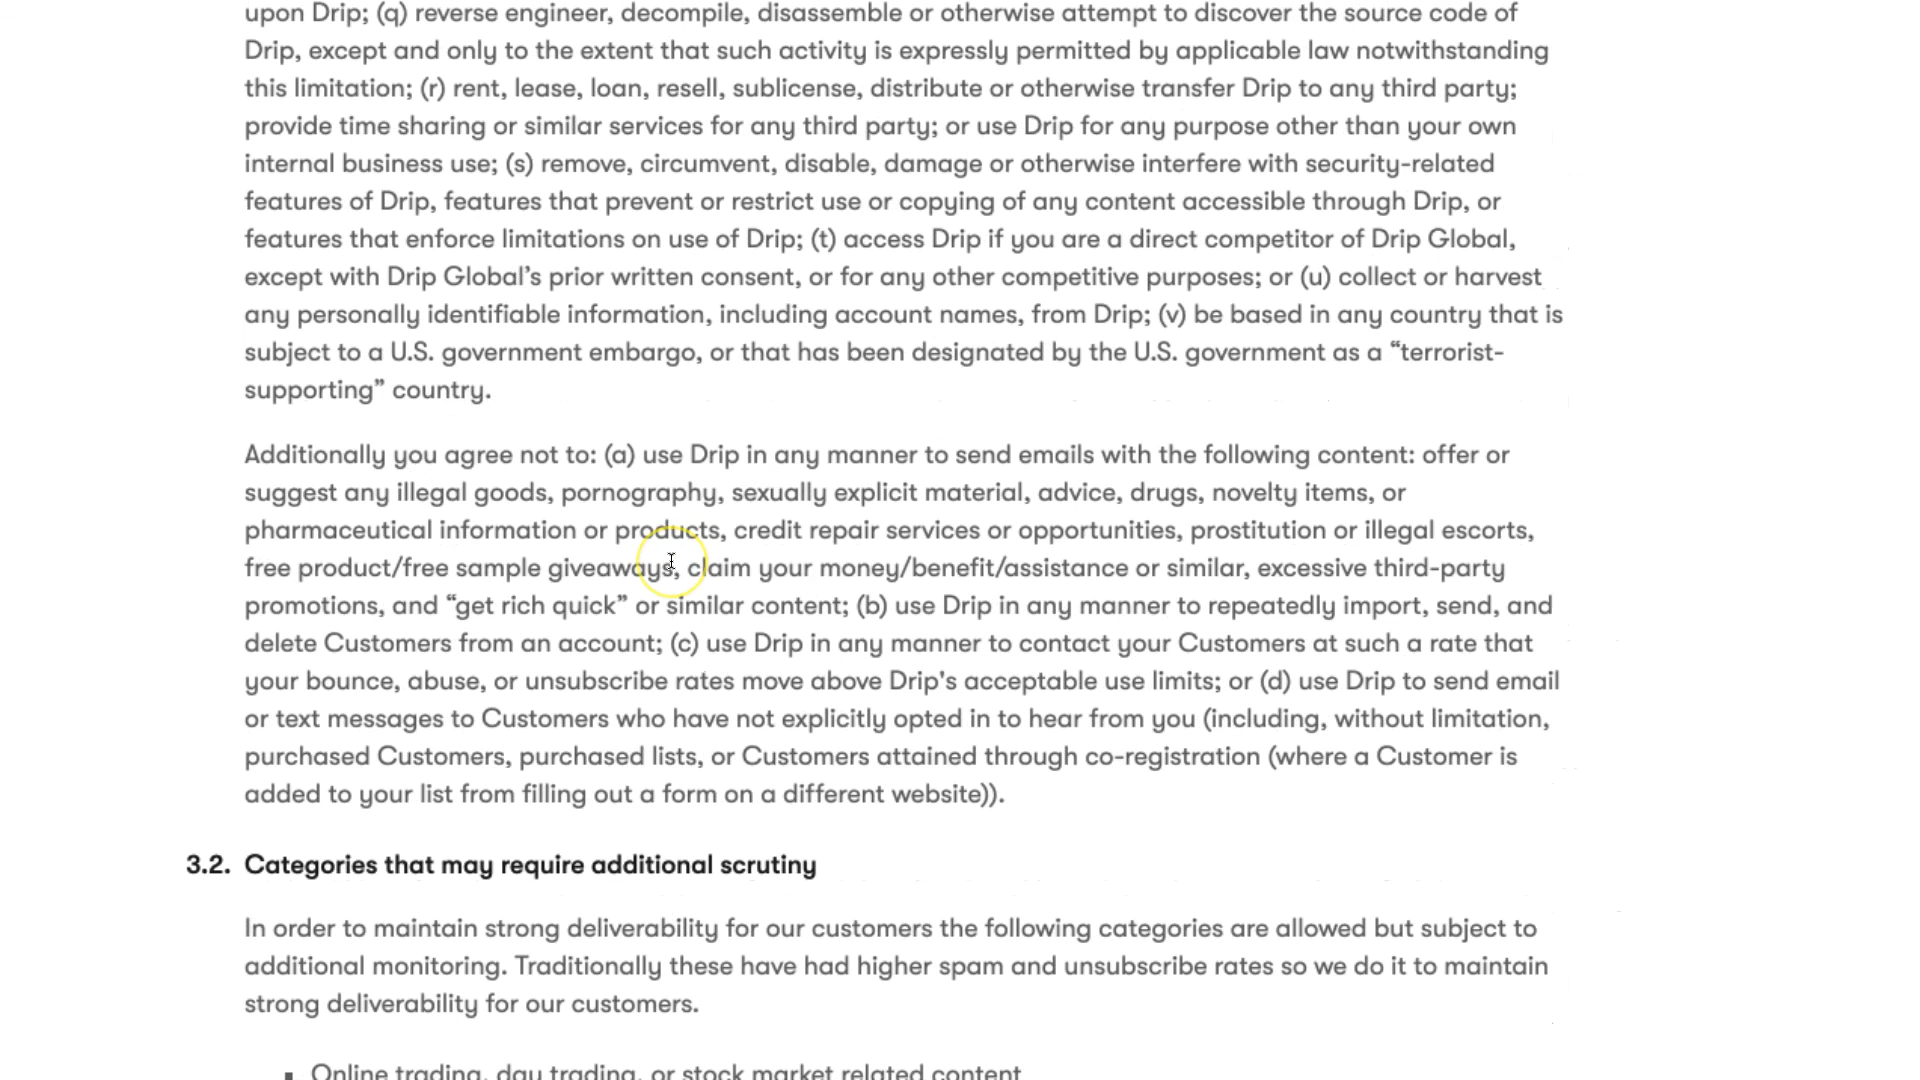 upon Drip; (q) reverse engineer, decompile, disassemble or otherwise attempt to discover the source code of
Drip, except and only to the extent that such activity is expressly permitted by applicable law notwithstanding
this limitation; (r) rent, lease, loan, resell, sublicense, distribute or otherwise transfer Drip to any third party;
provide time sharing or similar services for any third party; or use Drip for any purpose other than your own
internal business use; (s) remove, circumvent, disable, damage or otherwise interfere with security-related
features of Drip, features that prevent or restrict use or copying of any content accessible through Drip, or
features that enforce limitations on use of Drip; (t) access Drip if you are a direct competitor of Drip Global,
except with Drip Global’s prior written consent, or for any other competitive purposes; or (u) collect or harvest
any personally identifiable information, including account names, from Drip; (v) be based in any country that is
subject to a U.S. government embargo, or that has been designated by the U.S. government as a “terrorist-
supporting” country.
Additionally you agree not to: (a) use Drip in any manner to send emails with the following content: offer or
suggest any illegal goods, pornography, sexually explicit material, advice, drugs, novelty items, or
pharmaceutical information or products, credit repair services or opportunities, prostitution or illegal escorts,
free product/free sample giveaways, claim your money/benefit/assistance or similar, excessive third-party
promotions, and “get rich quick” or similar content; (b) use Drip in any manner to repeatedly import, send, and
delete Customers from an account; (c) use Drip in any manner to contact your Customers at such a rate that
your bounce, abuse, or unsubscribe rates move above Drip's acceptable use limits; or (d) use Drip to send email
or text messages to Customers who have not explicitly opted in to hear from you (including, without limitation,
purchased Customers, purchased lists, or Customers attained through co-registration (where a Customer is
added to your list from filling out a form on a different website)).
3.2. Categories that may require additional scrutiny
In order to maintain strong deliverability for our customers the following categories are allowed but subject to
additional monitoring. Traditionally these have had higher spam and unsubscribe rates so we do it to maintain
strong deliverability for our customers.
▪ Online trading, day trading, or stock market related content